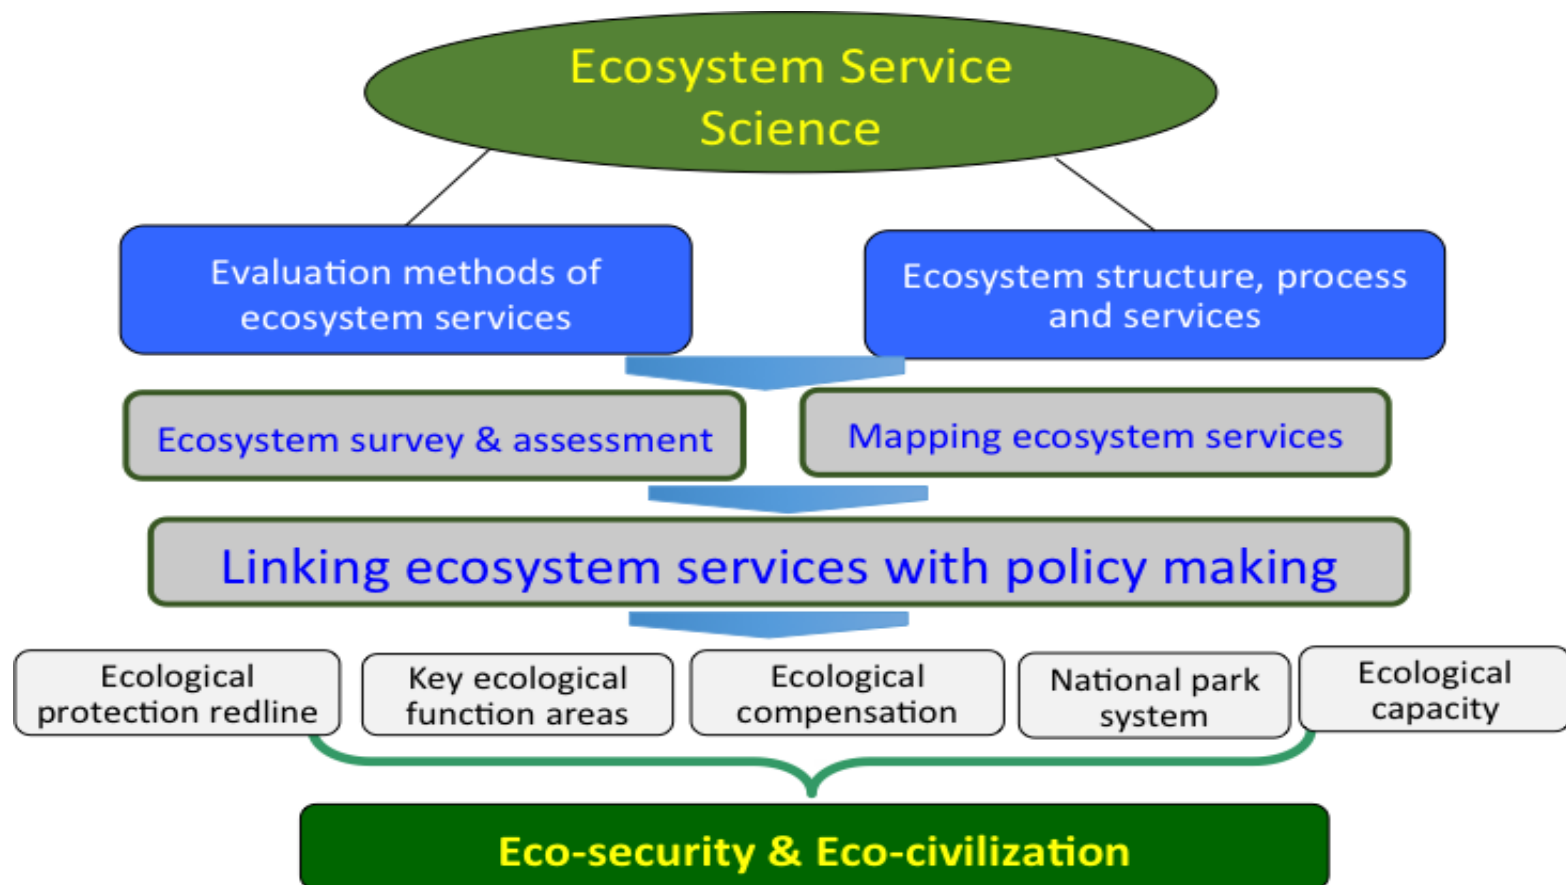 Ecosystem Service
Science
Evaluation methods of
ecosystem services
Ecosystem structure, process
and services
Ecosystem survey & assessment
Mapping ecosystem services
Linking ecosystem services with policy making
Ecological
protection redline
Key ecological
function areas
Ecological
compensation
National park
system
Ecological
capacity
Eco-security & Eco-civilization